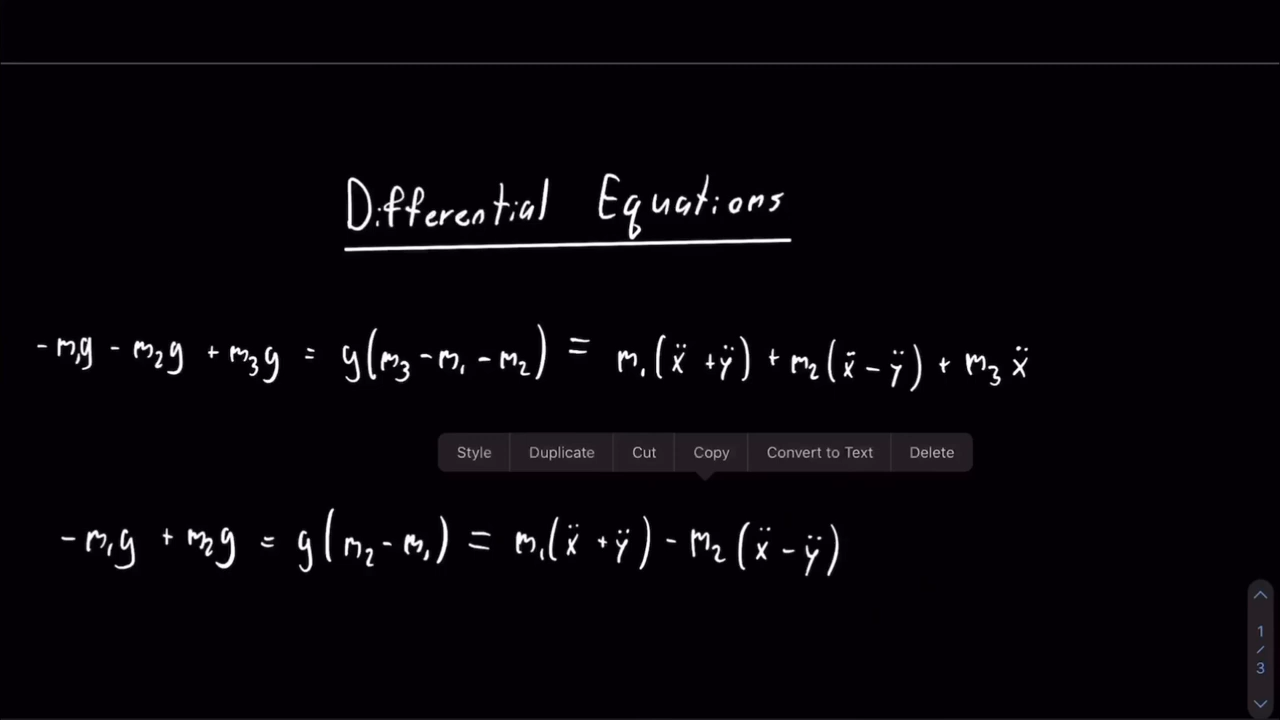 Differential Equations
-m₁g - m₂g + m₃g = g(m₃ - m₁ - m₂) = m₁(ẍ + ÿ) + m₂(ẍ - ÿ) + m₃ ẍ
Style Duplicate Cut Copy Convert to Text Delete
-m₁g + m₂g = g(m₂ - m₁) = m₁(ẍ + ÿ) - m₂(ẍ - ÿ)
1
/
3